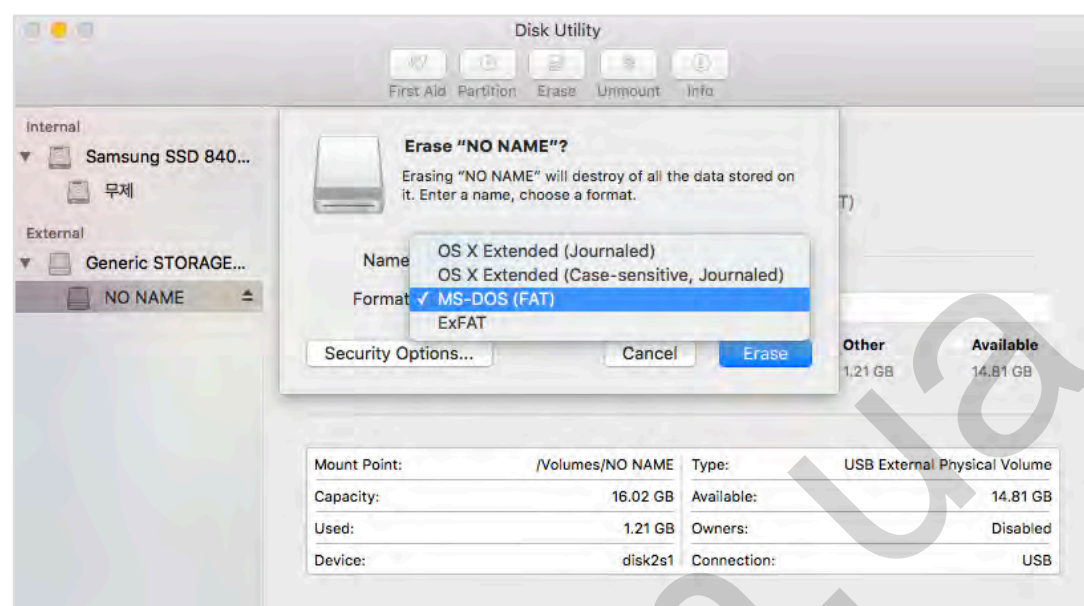 Disk Utility
First Aid Partition Erase Unmount Info
Internal
Samsung SSD 840...
무제
External
Generic STORAGE...
NO NAME
Erase “NO NAME”?
Erasing “NO NAME” will destroy of all the data stored on
it. Enter a name, choose a format.
T)
Name
OS X Extended (Journaled)
OS X Extended (Case-sensitive, Journaled)
Format ✓ MS-DOS (FAT)
ExFAT
Security Options... Cancel Erase
Other Available
1.21 GB 14.81 GB
Mount Point: /Volumes/NO NAME Type: USB External Physical Volume
Capacity: 16.02 GB Available: 14.81 GB
Used: 1.21 GB Owners: Disabled
Device: disk2s1 Connection: USB